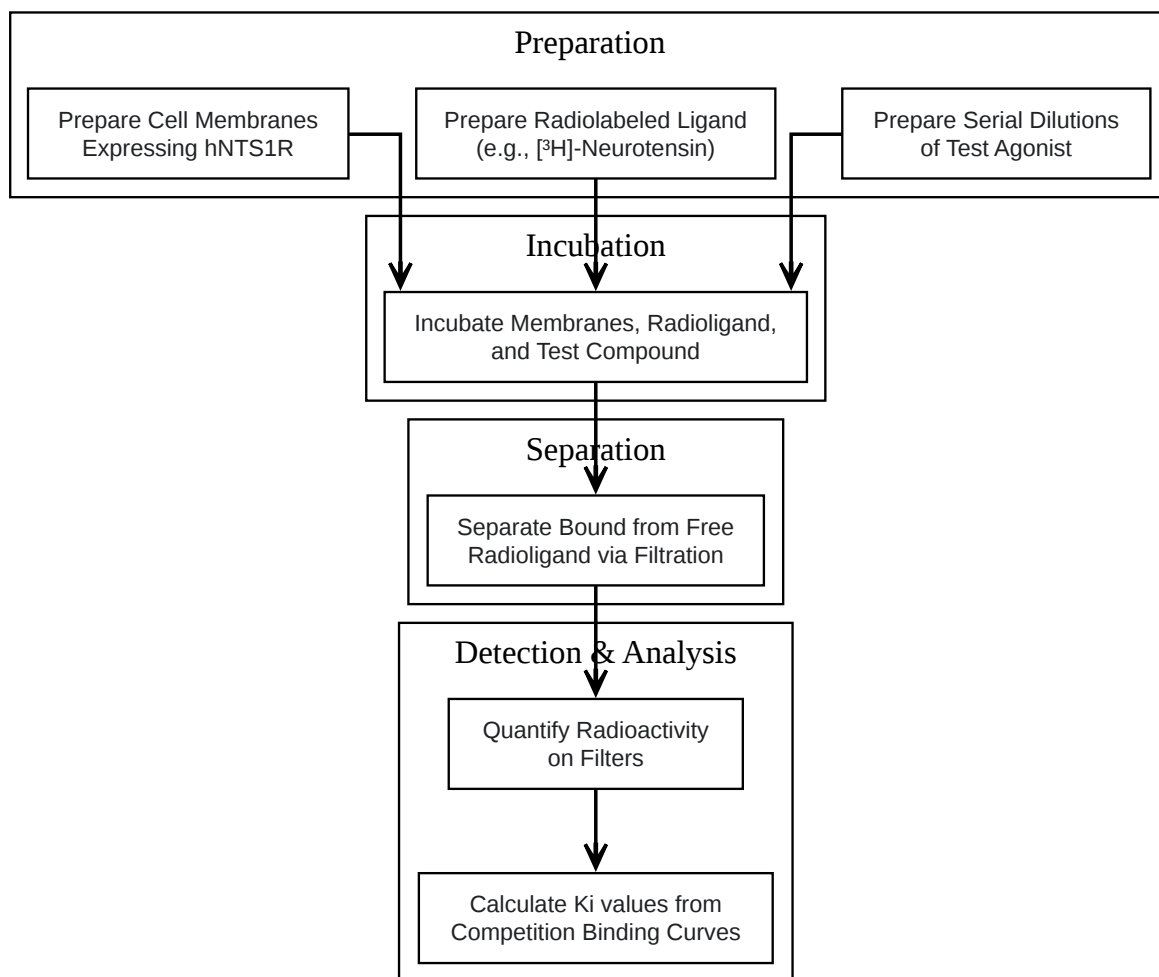 Preparation
Prepare Cell Membranes
Expressing hNTS1R
Prepare Radiolabeled Ligand
(e.g., [³H]-Neurotensin)
Prepare Serial Dilutions
of Test Agonist
Incubation
Incubate Membranes, Radioligand,
and Test Compound
Separation
Separate Bound from Free
Radioligand via Filtration
Detection & Analysis
Quantify Radioactivity
on Filters
Calculate Ki values from
Competition Binding Curves